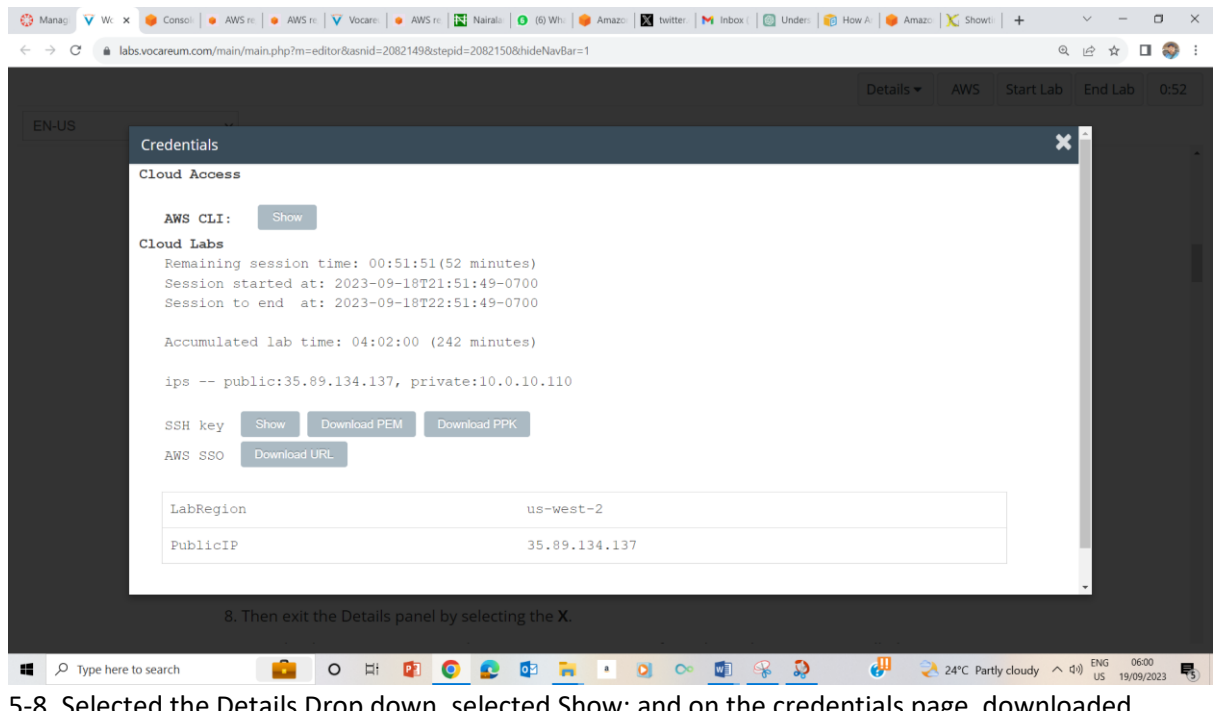 Manag
Wc
Consol
AWS re
AWS re.
Vocare
AWS re
Naira
(6) Wh
Amazo
twitter.
Inbox (
Under
How A
Amazo
Showti
labs.vocareum.com/main/main.php?m=editor&asnid=2082149&stepid=2082150&hideNavBar=1
Details AWS Start Lab End Lab 0:52
EN-US
Credentials
Cloud Access
AWS CLI: Show
Cloud Labs
Remaining session time: 00:51:51(52 minutes)
Session started at: 2023-09-18T21:51:49-0700
Session to end at: 2023-09-18T22:51:49-0700
Accumulated lab time: 04:02:00 (242 minutes)
ips -- public:35.89.134.137, private:10.0.10.110
SSH key Show Download PEM Download PPK
AWS SSO Download URL
LabRegion us-west-2
PublicIP 35.89.134.137
8. Then exit the Details panel by selecting the X.
Type here to search
24°C Partly cloudy
ENG 06:00
US 19/09/2023
5-8. Selected the Details Drop down, selected Show; and on the credentials page, downloaded